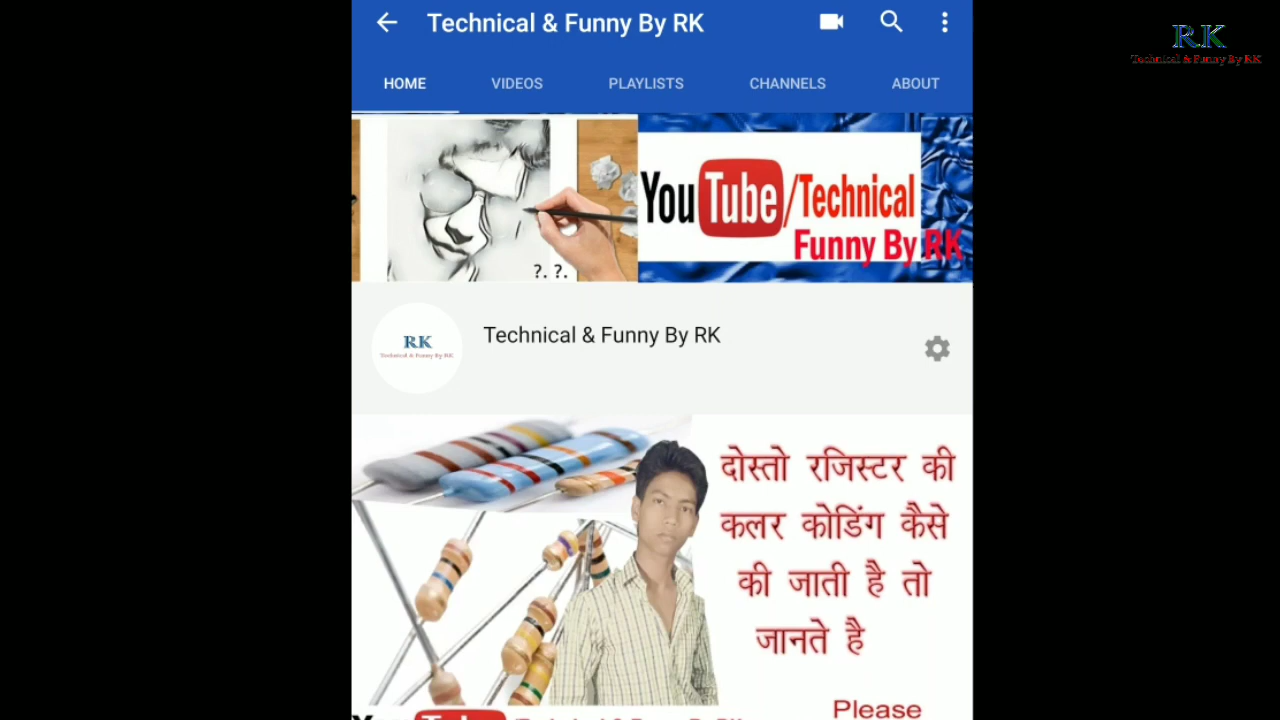 Technical & Funny By RK
RK
Technical & Funny By RK
HOME VIDEOS PLAYLISTS CHANNELS ABOUT
?. ?.
YouTube/Technical
Funny By RK
RK
Technical & Funny By RK
Technical & Funny By RK
दोस्तो रजिस्टर की
कलर कोडिंग कैसे
की जाती है तो
जानते है
Please